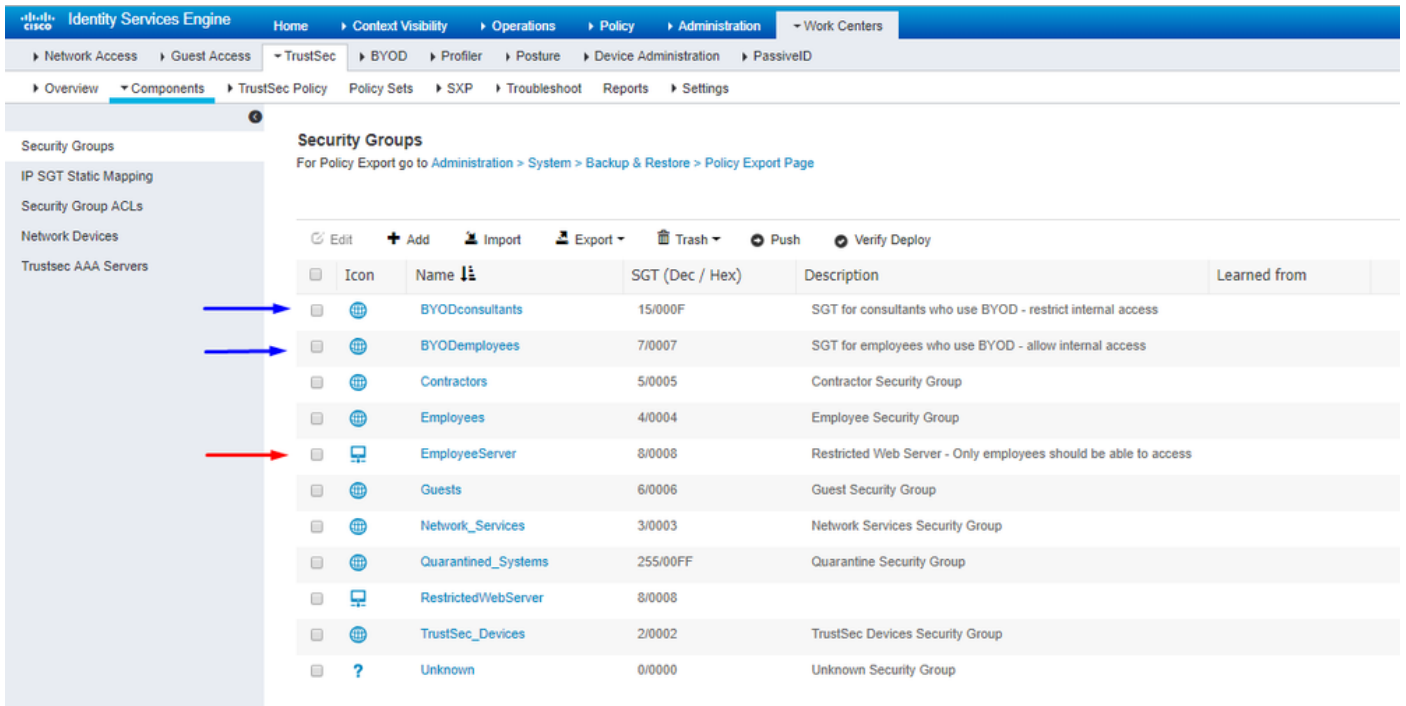 cisco Identity Services Engine Home Context Visibility Operations Policy Administration Work Centers
Network Access Guest Access TrustSec BYOD Profiler Posture Device Administration PassiveID
Overview Components TrustSec Policy Policy Sets SXP Troubleshoot Reports Settings
Security Groups
IP SGT Static Mapping
Security Group ACLs
Network Devices
Trustsec AAA Servers
Security Groups
For Policy Export go to Administration > System > Backup & Restore > Policy Export Page
Edit Add Import Export Trash Push Verify Deploy
Icon Name SGT (Dec / Hex) Description Learned from
BYODconsultants 15/000F SGT for consultants who use BYOD - restrict internal access
BYODemployees 7/0007 SGT for employees who use BYOD - allow internal access
Contractors 5/0005 Contractor Security Group
Employees 4/0004 Employee Security Group
EmployeeServer 8/0008 Restricted Web Server - Only employees should be able to access
Guests 6/0006 Guest Security Group
Network_Services 3/0003 Network Services Security Group
Quarantined_Systems 255/00FF Quarantine Security Group
RestrictedWebServer 8/0008
TrustSec_Devices 2/0002 TrustSec Devices Security Group
? Unknown 0/0000 Unknown Security Group